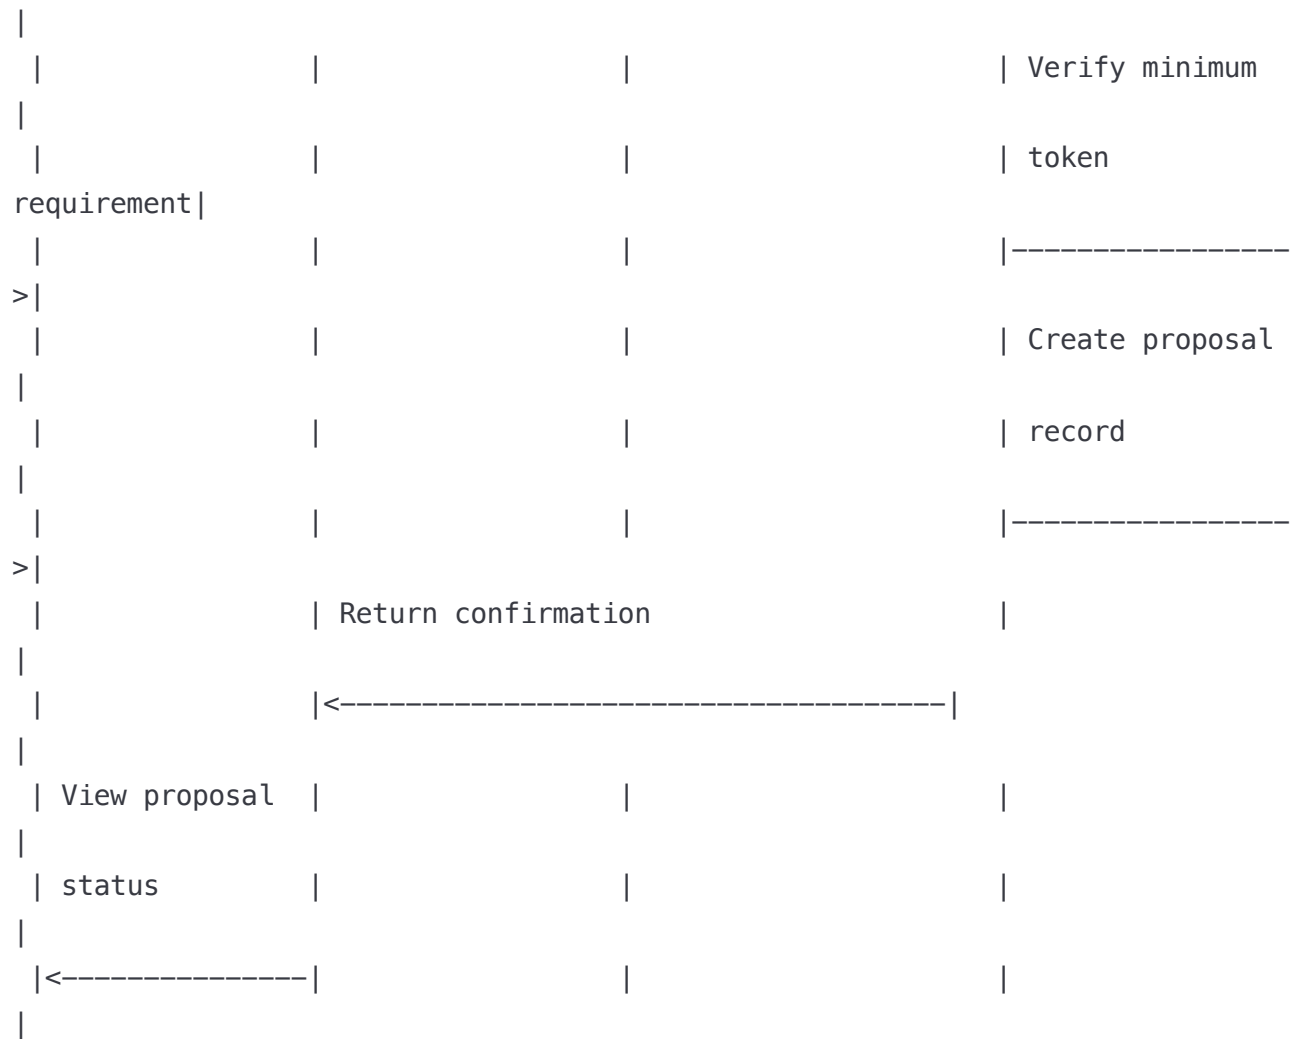 |
 |                |                  |                      | Verify minimum
|
 |                |                  |                      | token
requirement|
 |                |                  |                      |-----------------
>|
 |                |                  |                      | Create proposal
|
 |                |                  |                      | record
|
 |                |                  |                      |-----------------
>|
 |                | Return confirmation                     |
|
 |                |<-------------------------------------|
|
 | View proposal  |                  |                      |
|
 | status         |                  |                      |
|
 |<---------------|                  |                      |
|